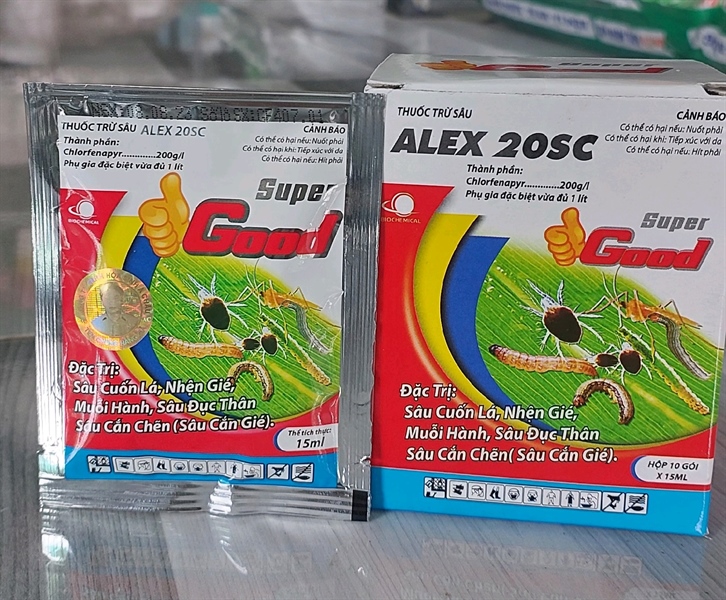 THUỐC TRỪ SÂU ALEX 20SC
Thành phần:
Chlorfenapyr.............200g/l
Phụ gia đặc biệt vừa đủ 1 lít
CẢNH BÁO
Có thể có hại nếu: Nuốt phải
Có thể có hại khi: Tiếp xúc với da
Có thể có hại nếu: Hít phải
BIOCHEMICAL
Super
Good
Đặc Trị:
Sâu Cuốn Lá, Nhện Gié,
Muỗi Hành, Sâu Đục Thân
Sâu Cắn Chẽn (Sâu Cắn Gié).
Thể tích thực:
15ml
THUỐC TRỪ SÂU
ALEX 20SC
Thành phần:
Chlorfenapyr.............200g/l
Phụ gia đặc biệt vừa đủ 1 lít
CẢNH BÁO
Có thể có hại nếu: Nuốt phải
Có thể có hại khi: Tiếp xúc với da
Có thể có hại nếu: Hít phải
BIOCHEMICAL
Super
Good
Đặc Trị:
Sâu Cuốn Lá, Nhện Gié,
Muỗi Hành, Sâu Đục Thân
Sâu Cắn Chẽn( Sâu Cắn Gié).
HỘP 10 GÓI
X 15ML